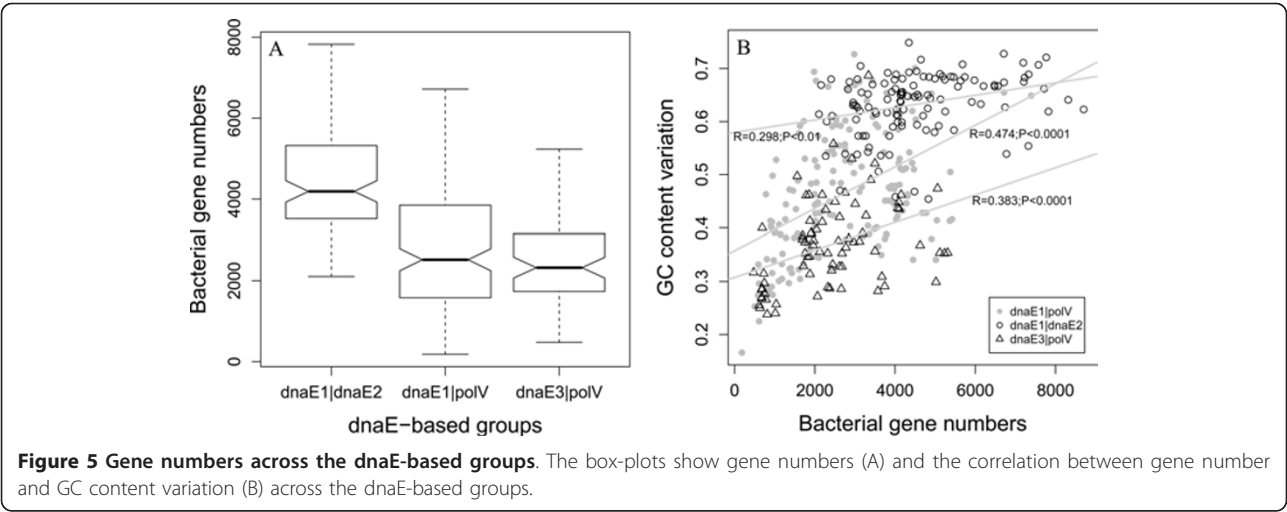 A
Bacterial gene numbers
8000
6000
4000
2000
0
dnaE1|dnaE2 dnaE1|polV dnaE3|polV
dnaE−based groups
B
GC content variation
0.7
0.6
0.5
0.4
0.3
0.2
R=0.298;P<0.01
R=0.474;P<0.0001
R=0.383;P<0.0001
dnaE1|polV
dnaE1|dnaE2
dnaE3|polV
0 2000 4000 6000 8000
Bacterial gene numbers
Figure 5 Gene numbers across the dnaE-based groups. The box-plots show gene numbers (A) and the correlation between gene number
and GC content variation (B) across the dnaE-based groups.